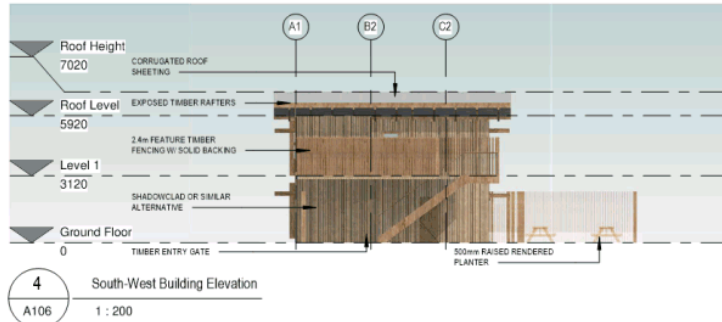 A1
B2
C2
Roof Height
7020
CORRUGATED ROOF
SHEETING
Roof Level
5920
EXPOSED TIMBER RAFTERS
2.4m FEATURE TIMBER
FENCING W/ SOLID BACKING
Level 1
3120
SHADOWCLAD OR SIMILAR
ALTERNATIVE
Ground Floor
0
TIMBER ENTRY GATE
500mm RAISED RENDERED
PLANTER
4
A106
South-West Building Elevation
1 : 200